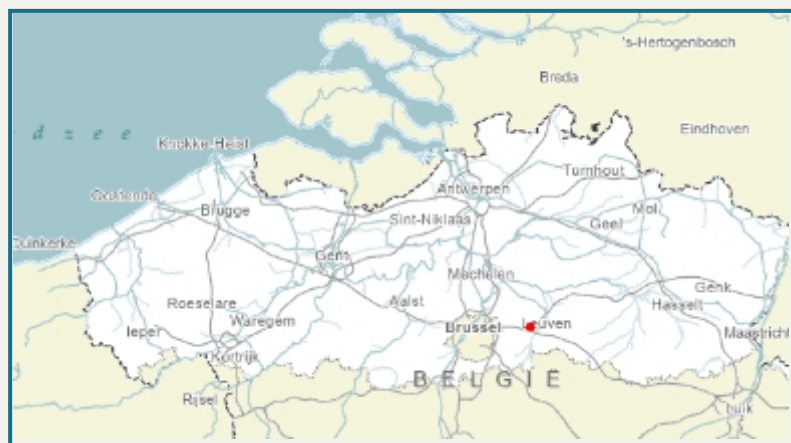 's-Hertogenbosch
Breda
d z e e
Eindhoven
Knokke-Heist
Turnhout
Oostende
Antwerpen
Mol
Brugge
Sint-Niklaas
Geel
Duinkerke
Gent
Mechelen
Genk
Roeselare
Aalst
Hasselt
Ieper
Waregem
Brussel
Leuven
Maastricht
Kortrijk
BELGIË
Rijsel
Luik